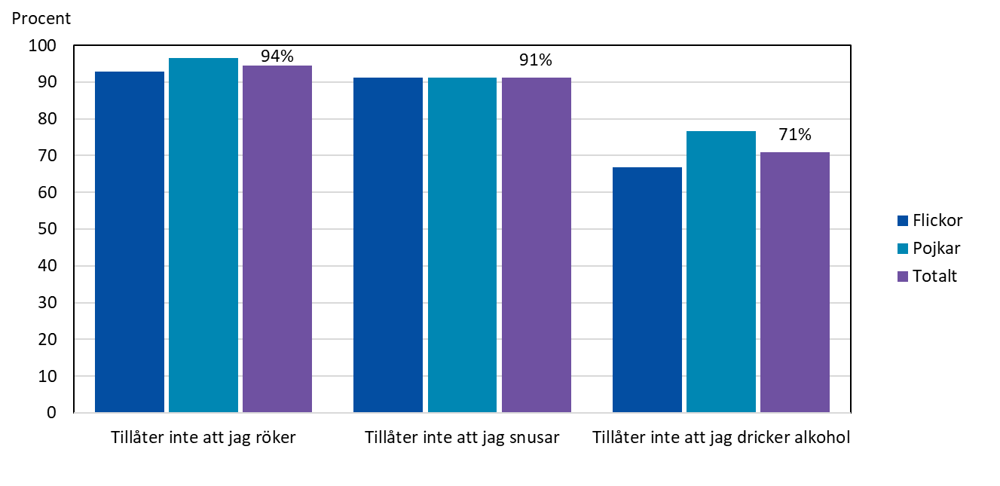 Procent
100
90
80
70
60
50
40
30
20
10
0
94%
91%
71%
Tillåter inte att jag röker
Tillåter inte att jag snusar
Tillåter inte att jag dricker alkohol
Flickor
Pojkar
Totalt